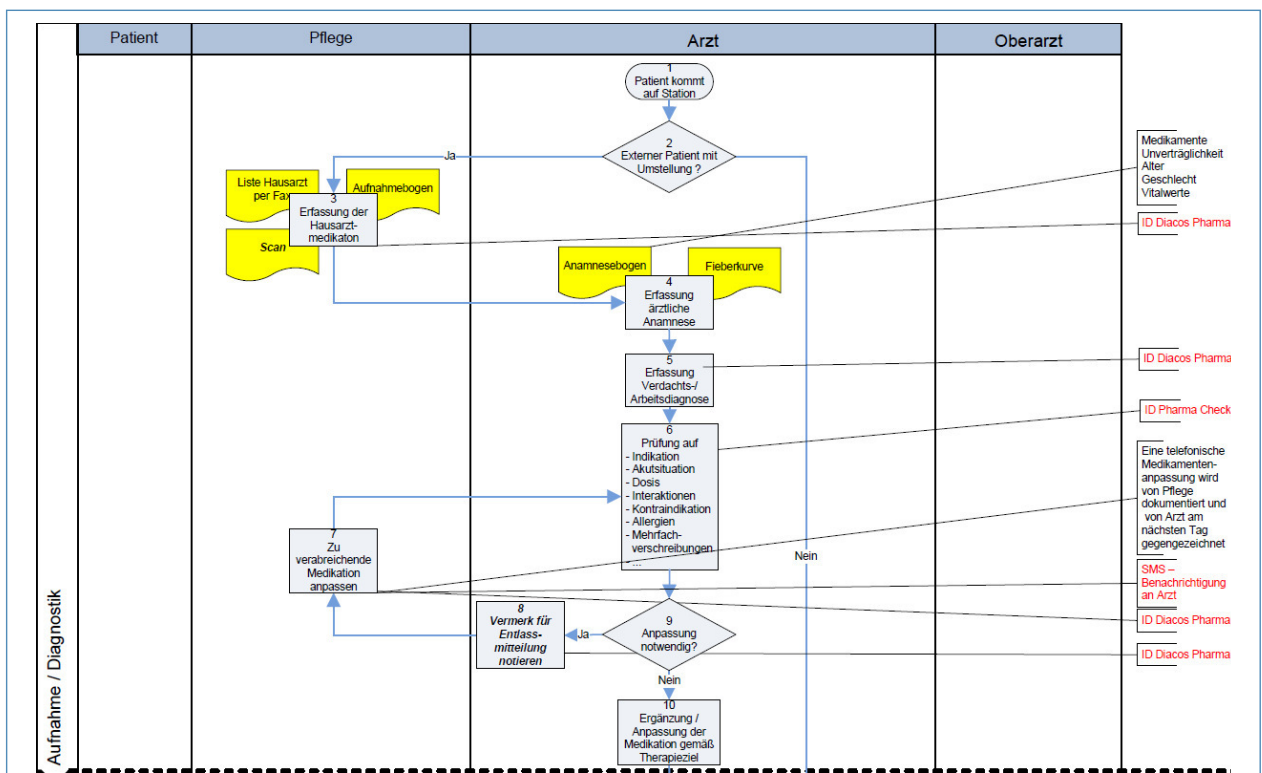 Patient
Pflege
Arzt
Oberarzt
1
Patient kommt
auf Station
2
Externer Patient mit
Umstellung ?
Ja
Medikamente
Unverträglichkeit
Alter
Geschlecht
Vitalwerte
Liste Hausarzt
per Fax
Aufnahmebogen
3
Erfassung der
Hausarzt-
medikaton
Scan
ID Diacos Pharma
Anamnesebogen
Fieberkurve
4
Erfassung
ärztliche
Anamnese
5
Erfassung
Verdachts-/
Arbeitsdiagnose
ID Diacos Pharma
6
Prüfung auf
- Indikation
- Akutsituation
- Dosis
- Interaktionen
- Kontraindikation
- Allergien
- Mehrfach-
verschreibungen
- ...
ID Pharma Check
Eine telefonische
Medikamenten-
anpassung wird
von Pflege
dokumentiert und
von Arzt am
nächsten Tag
gegengezeichnet
7
Zu
verabreichende
Medikation
anpassen
Nein
SMS –
Benachrichtigung
an Arzt
8
Vermerk für
Entlass-
mitteilung
notieren
Ja
9
Anpassung
notwendig?
ID Diacos Pharma
ID Diacos Pharma
Nein
10
Ergänzung /
Anpassung der
Medikation gemäß
Therapieziel
Aufnahme / Diagnostik